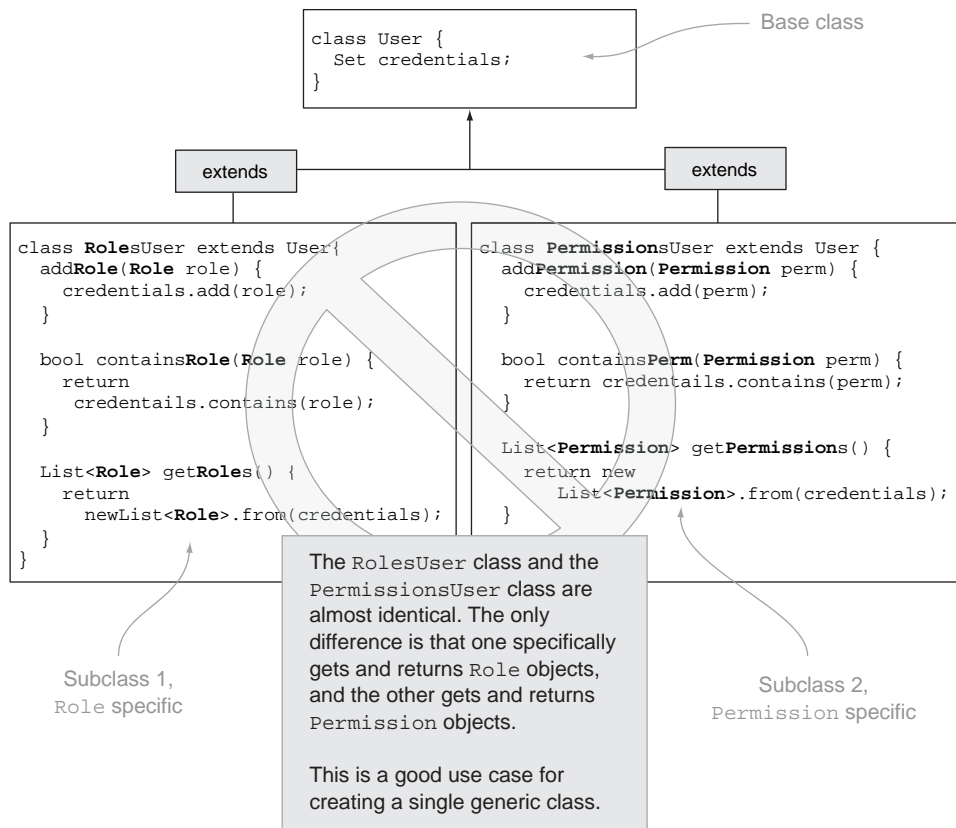 Base class
class User {
Set credentials;
}
extends
extends
class RolesUser extends User{
addRole(Role role) {
credentials.add(role);
}
bool containsRole(Role role) {
return
credentails.contains(role);
}
List<Role> getRoles() {
return
newList<Role>.from(credentials);
}
}
class PermissionsUser extends User {
addPermission(Permission perm) {
credentials.add(perm);
}
bool containsPerm(Permission perm) {
return credentails.contains(perm);
}
List<Permission> getPermissions() {
return new
List<Permission>.from(credentials);
}
The RolesUser class and the
PermissionsUser class are
almost identical. The only
difference is that one specifically
gets and returns Role objects,
and the other gets and returns
Permission objects.
This is a good use case for
creating a single generic class.
Subclass 1,
Role specific
Subclass 2,
Permission specific